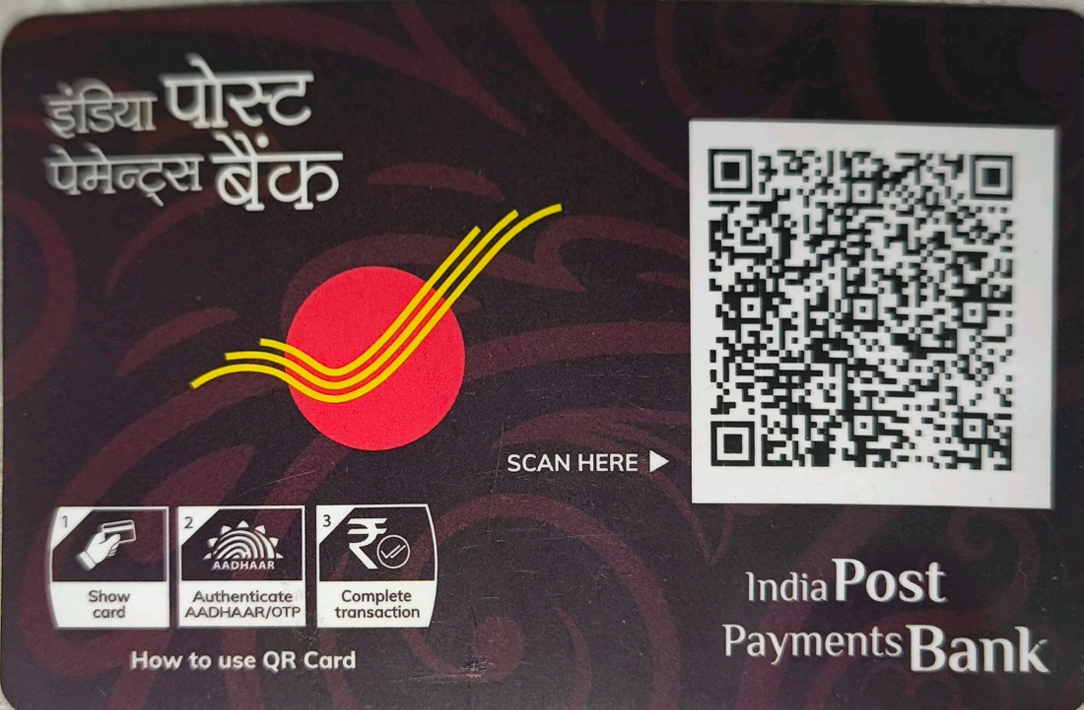 इंडिया पोस्ट
पेमेन्ट्स बैंक
SCAN HERE
1
Show
card
2
AADHAAR
Authenticate
AADHAAR/OTP
3
₹
Complete
transaction
How to use QR Card
India Post
Payments Bank